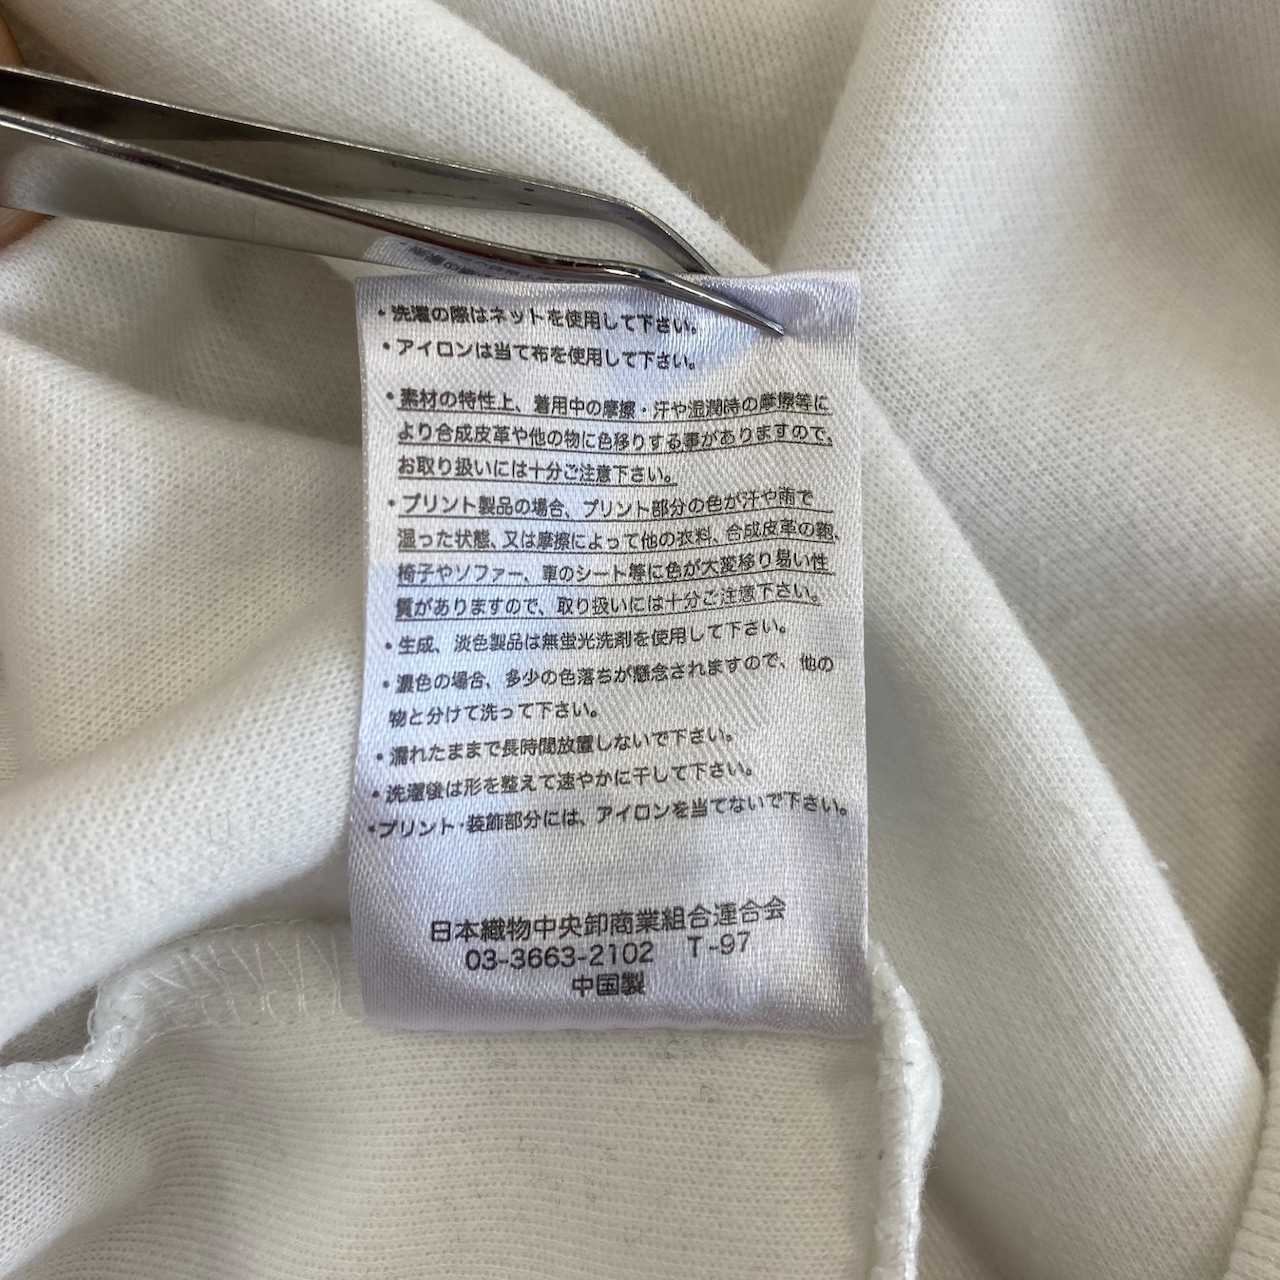 ・洗濯の際はネットを使用して下さい。
・アイロンは当て布を使用して下さい。
・素材の特性上、着用中の摩擦・汗や湿潤時の摩擦等に
より合成皮革や他の物に色移りする事がありますので、
お取り扱いには十分ご注意下さい。
・プリント製品の場合、プリント部分の色が汗や雨で
湿った状態、又は摩擦によって他の衣料、合成皮革の鞄、
椅子やソファー、車のシート等に色が大変移り易い性
質がありますので、取り扱いには十分ご注意下さい。
・生成、淡色製品は無蛍光洗剤を使用して下さい。
・濃色の場合、多少の色落ちが懸念されますので、他の
物と分けて洗って下さい。
・濡れたままで長時間放置しないで下さい。
・洗濯後は形を整えて速やかに干して下さい。
・プリント・装飾部分には、アイロンを当てないで下さい。
日本織物中央卸商業組合連合会
03-3663-2102 T-97
中国製